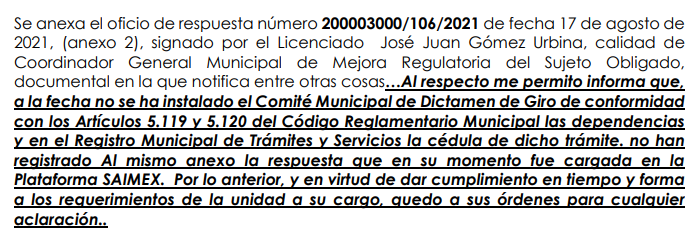 Se anexa el oficio de respuesta número 200003000/106/2021 de fecha 17 de agosto de
2021, (anexo 2), signado por el Licenciado José Juan Gómez Urbina, calidad de
Coordinador General Municipal de Mejora Regulatoria del Sujeto Obligado,
documental en la que notifica entre otras cosas…Al respecto me permito informa que,
a la fecha no se ha instalado el Comité Municipal de Dictamen de Giro de conformidad
con los Artículos 5.119 y 5.120 del Código Reglamentario Municipal las dependencias
y en el Registro Municipal de Trámites y Servicios la cédula de dicho trámite. no han
registrado Al mismo anexo la respuesta que en su momento fue cargada en la
Plataforma SAIMEX. Por lo anterior, y en virtud de dar cumplimiento en tiempo y forma
a los requerimientos de la unidad a su cargo, quedo a sus órdenes para cualquier
aclaración..